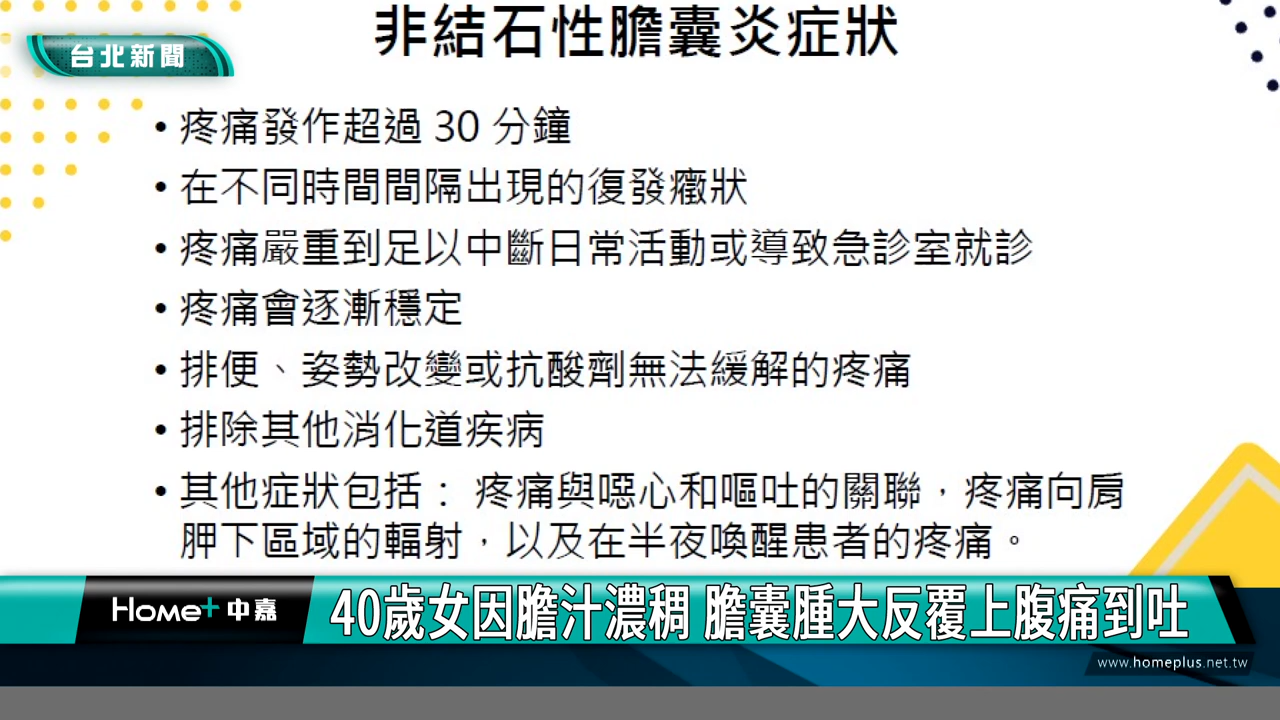 非結石性膽囊炎症狀
台北新聞
• 疼痛發作超過 30 分鐘
• 在不同時間間隔出現的復發癥狀
• 疼痛嚴重到足以中斷日常活動或導致急診室就診
• 疼痛會逐漸穩定
• 排便、姿勢改變或抗酸劑無法緩解的疼痛
• 排除其他消化道疾病
• 其他症狀包括： 疼痛與噁心和嘔吐的關聯，疼痛向肩
胛下區域的輻射，以及在半夜喚醒患者的疼痛。
Home+ 中嘉
40歲女因膽汁濃稠 膽囊腫大反覆上腹痛到吐
www.homeplus.net.tw